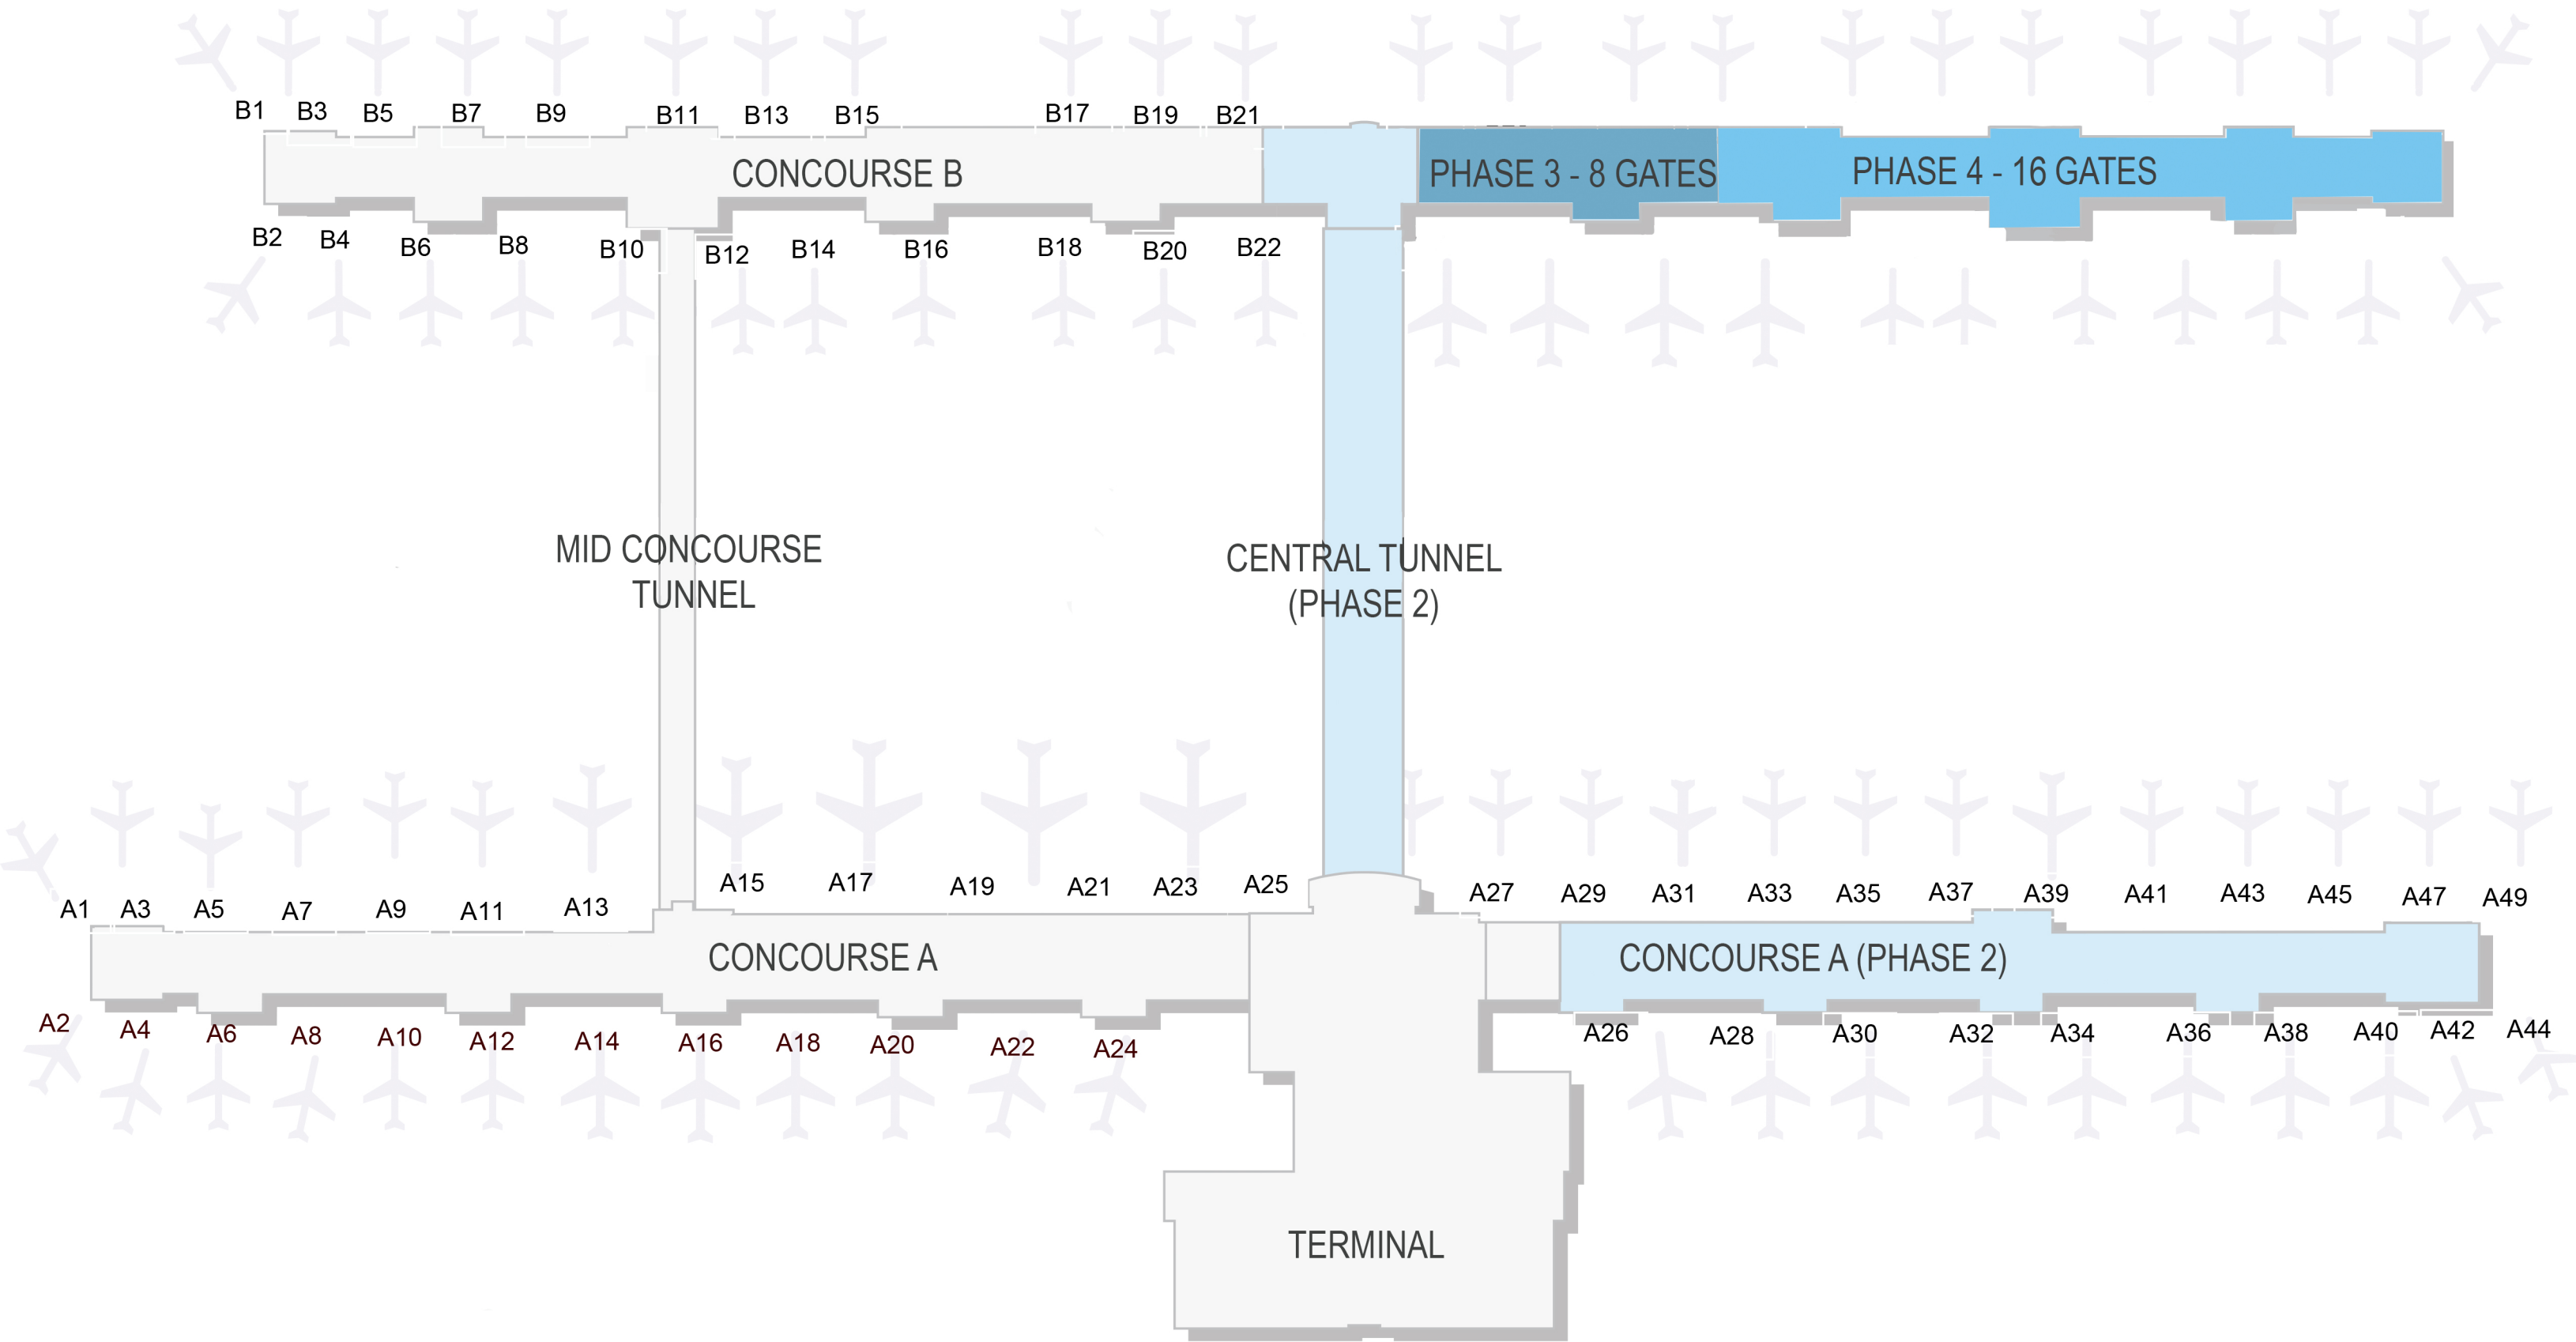 B1 B3 B5 B7 B9 B11 B13 B15 B17 B19 B21
CONCOURSE B
PHASE 3 - 8 GATES
PHASE 4 - 16 GATES
B2 B4 B6 B8 B10 B12 B14 B16 B18 B20 B22
MID CONCOURSE
TUNNEL
CENTRAL TUNNEL
(PHASE 2)
A1 A3 A5 A7 A9 A11 A13 A15 A17 A19 A21 A23 A25 A27 A29 A31 A33 A35 A37 A39 A41 A43 A45 A47 A49
CONCOURSE A
CONCOURSE A (PHASE 2)
A2 A4 A6 A8 A10 A12 A14 A16 A18 A20 A22 A24 A26 A28 A30 A32 A34 A36 A38 A40 A42 A44
TERMINAL